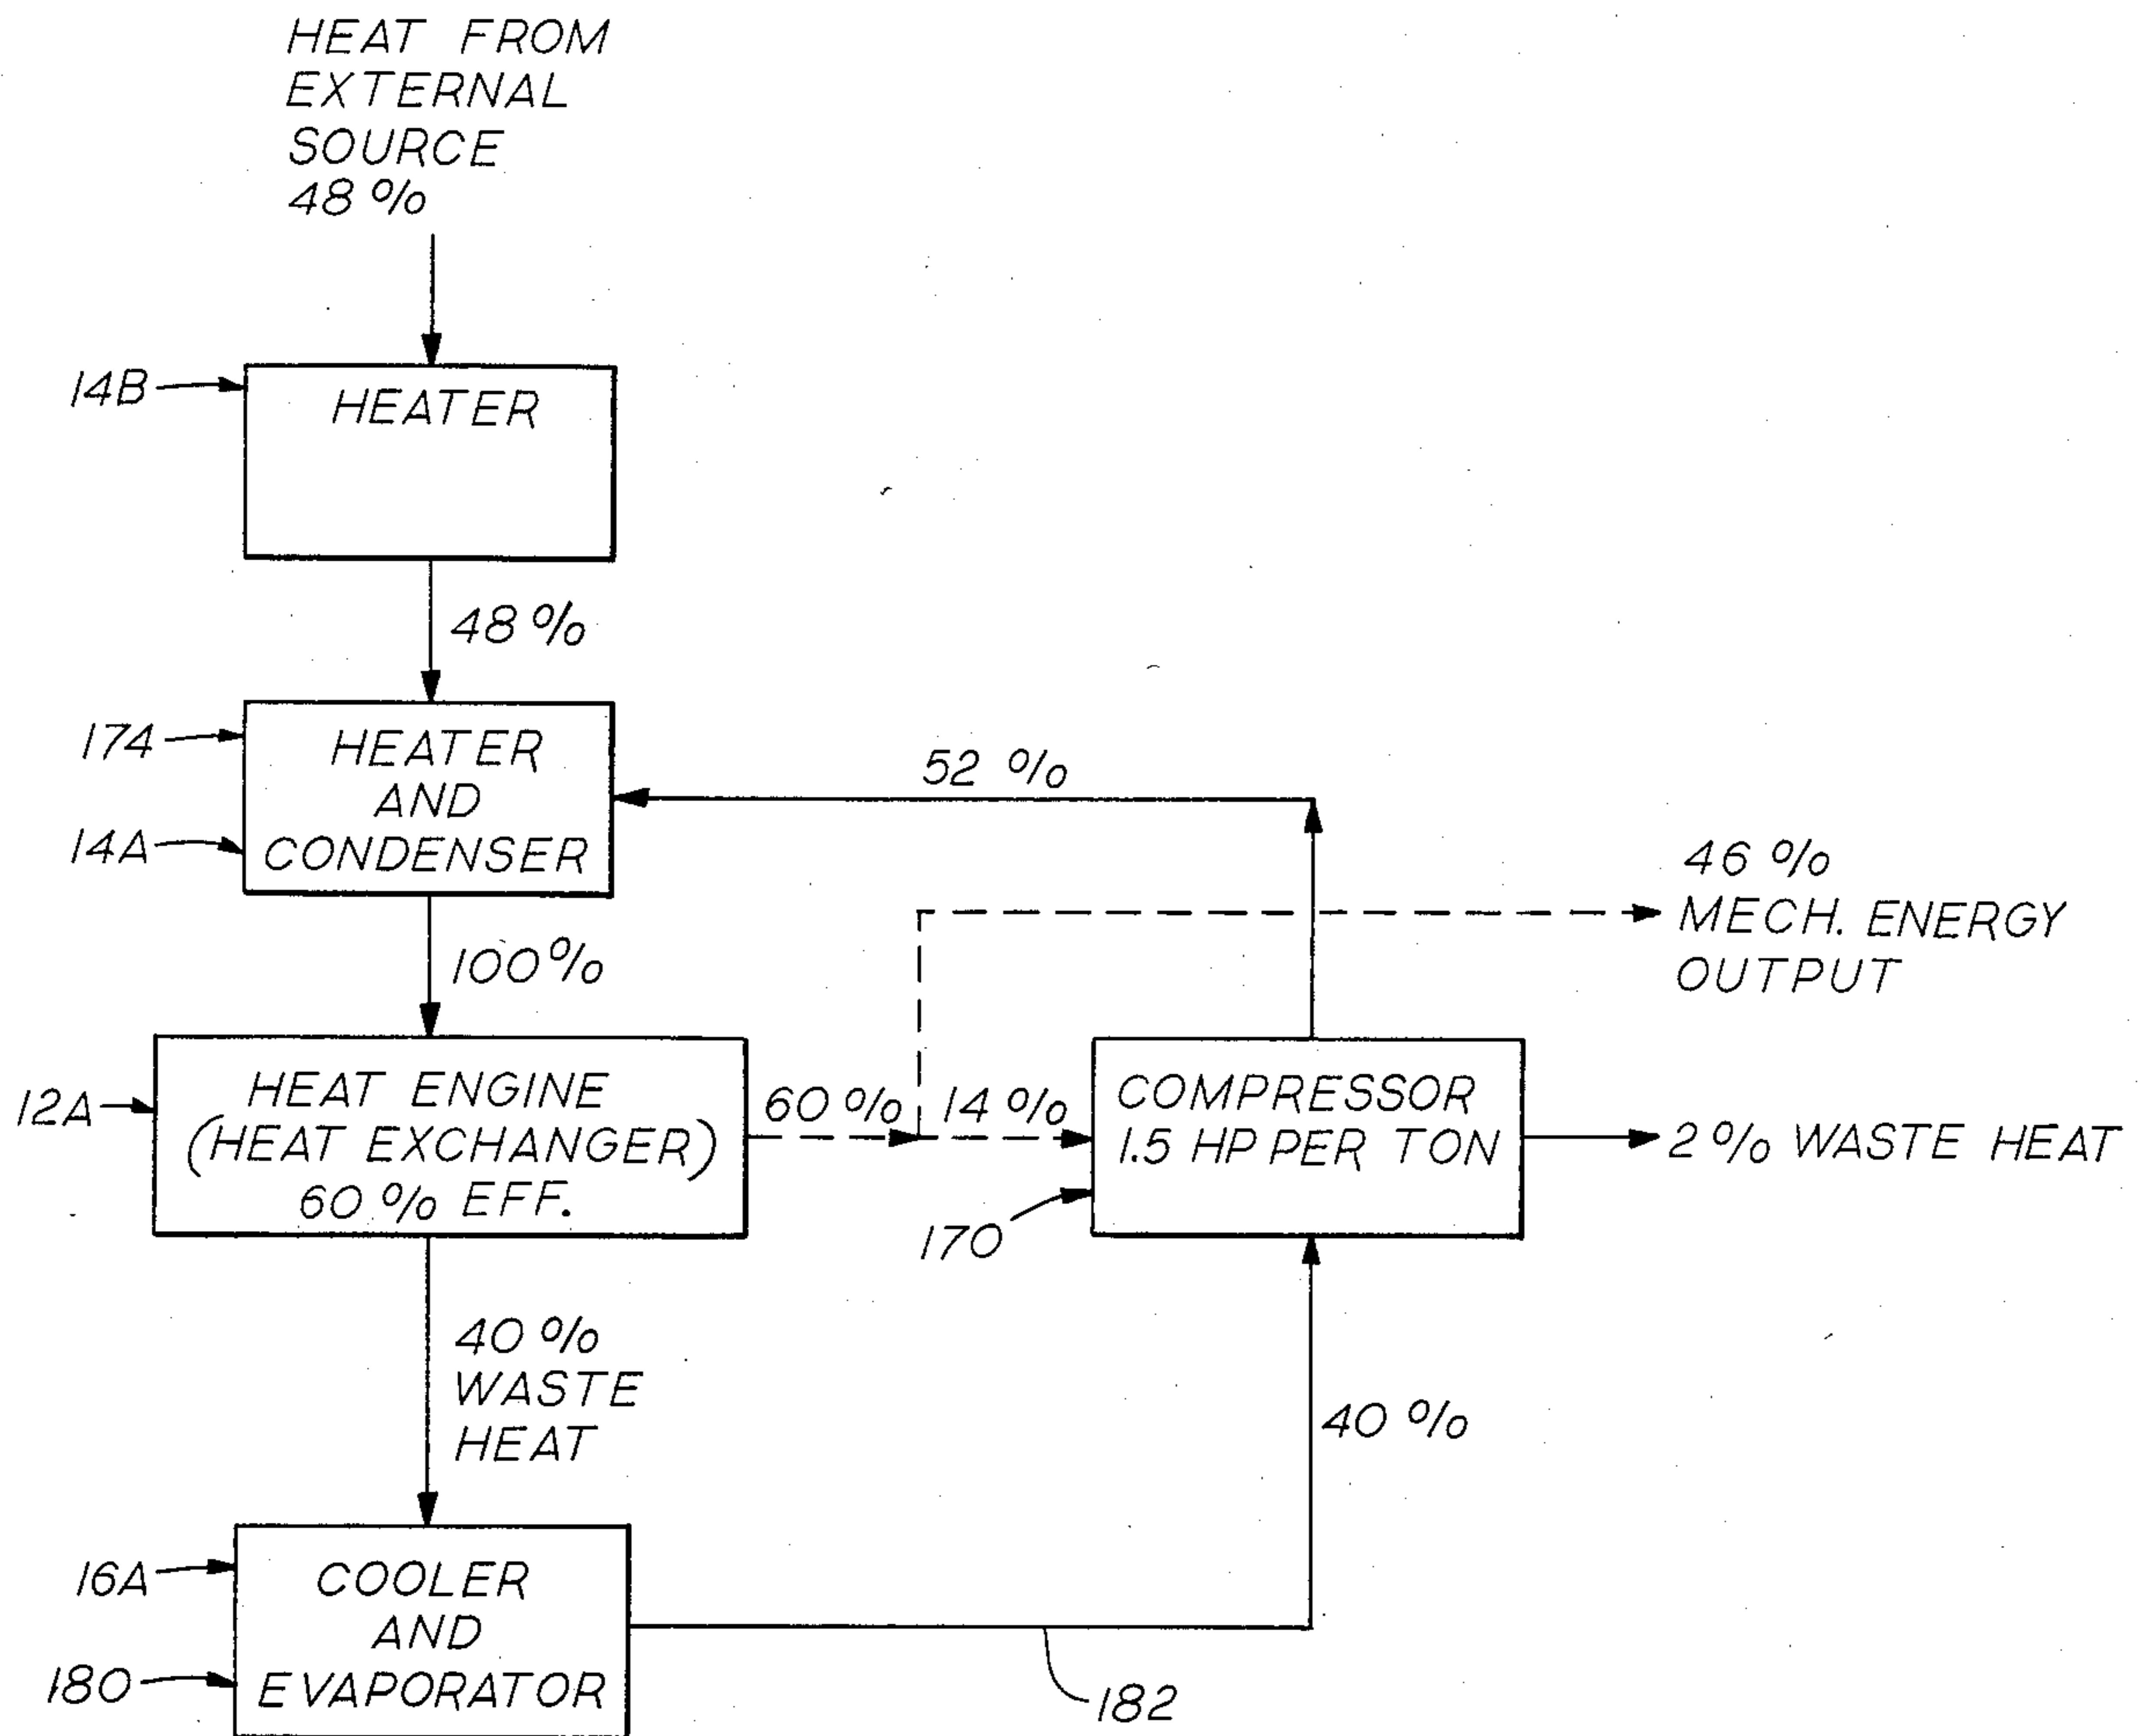 HEAT FROM
EXTERNAL
SOURCE
48 %
14B
HEATER
48 %
174
HEATER
AND
14A
CONDENSER
52 %
46 %
MECH. ENERGY
OUTPUT
100 %
12A
HEAT ENGINE
(HEAT EXCHANGER)
60 % EFF.
60 %
14 %
COMPRESSOR
1.5 HP PER TON
2 % WASTE HEAT
170
40 %
WASTE
HEAT
40 %
16A
COOLER
AND
180
EVAPORATOR
182